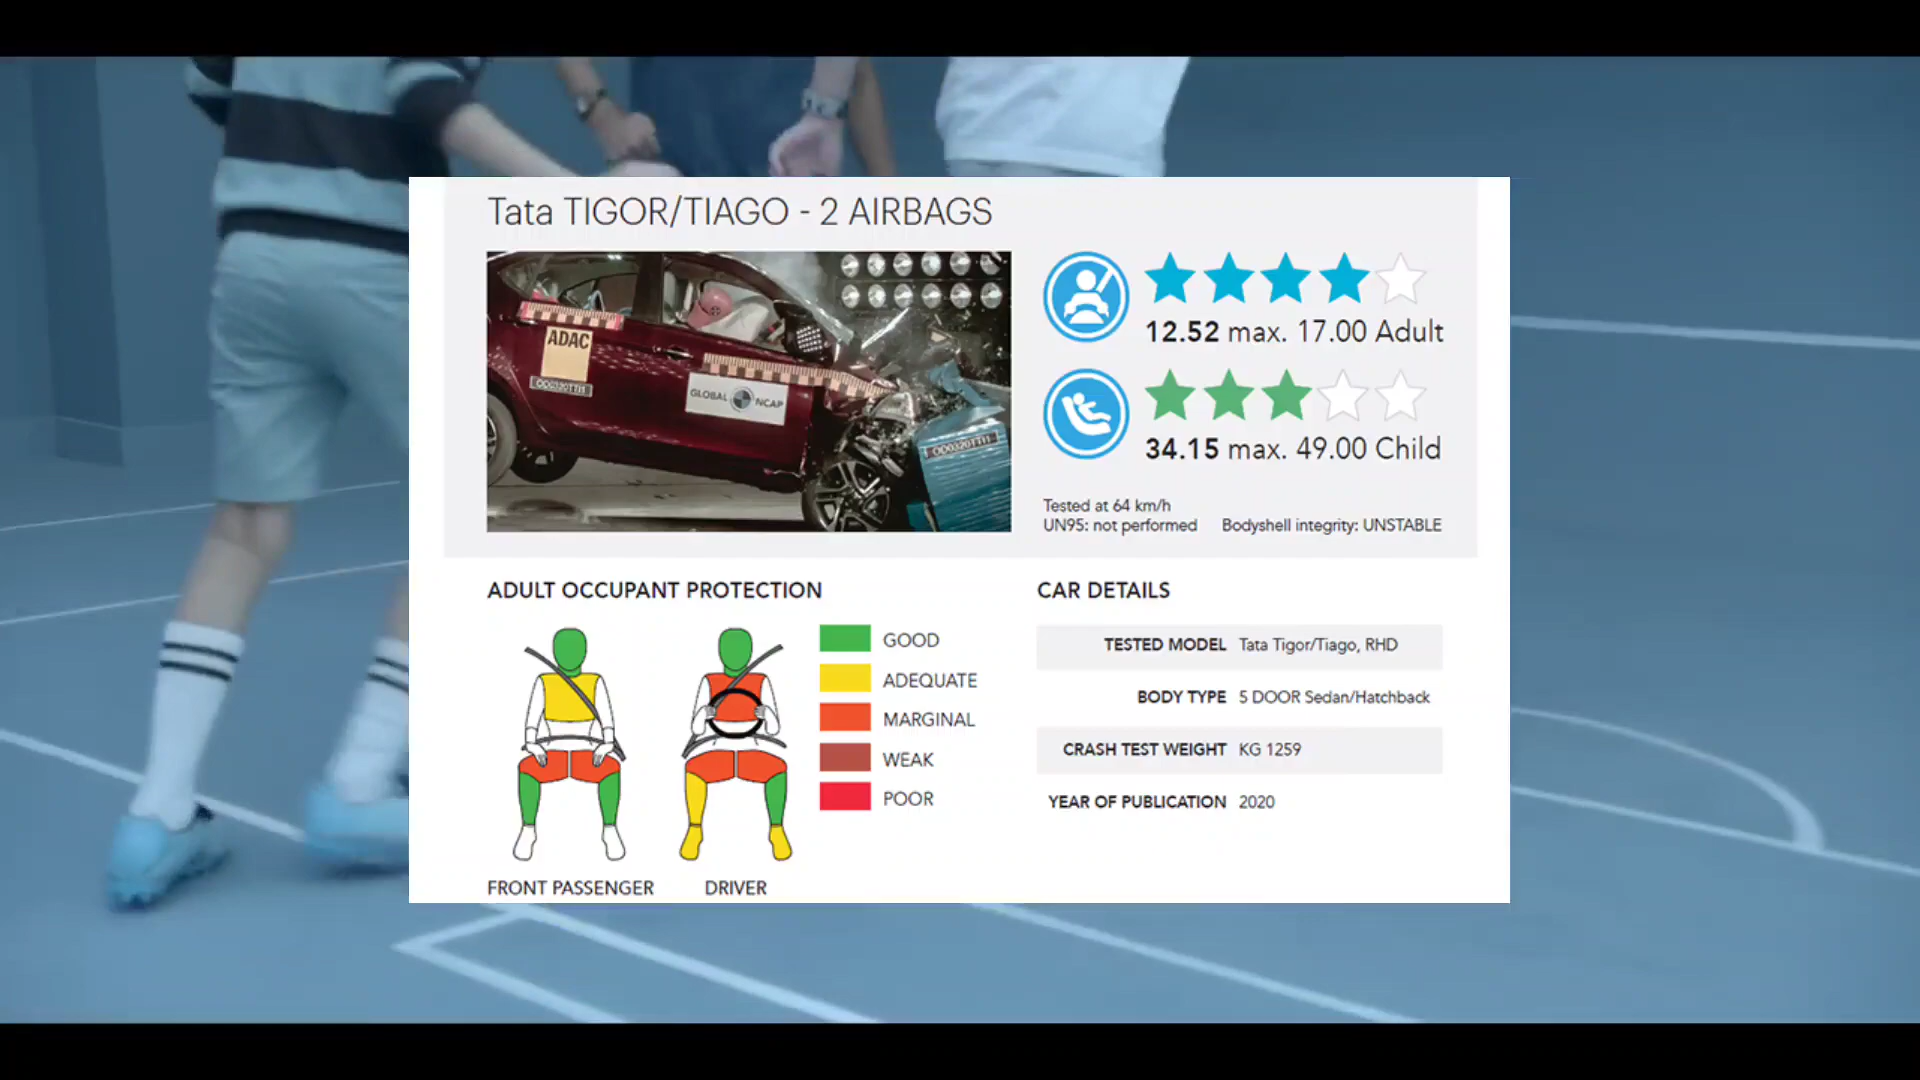 Tata TIGOR/TIAGO - 2 AIRBAGS
ADAC
OD0320TTI1
GLOBAL NCAP
OD0320TTI1
12.52 max. 17.00 Adult
34.15 max. 49.00 Child
Tested at 64 km/h
UN95: not performed Bodyshell integrity: UNSTABLE
ADULT OCCUPANT PROTECTION
GOOD
ADEQUATE
MARGINAL
WEAK
POOR
FRONT PASSENGER DRIVER
CAR DETAILS
TESTED MODEL Tata Tigor/Tiago, RHD
BODY TYPE 5 DOOR Sedan/Hatchback
CRASH TEST WEIGHT KG 1259
YEAR OF PUBLICATION 2020